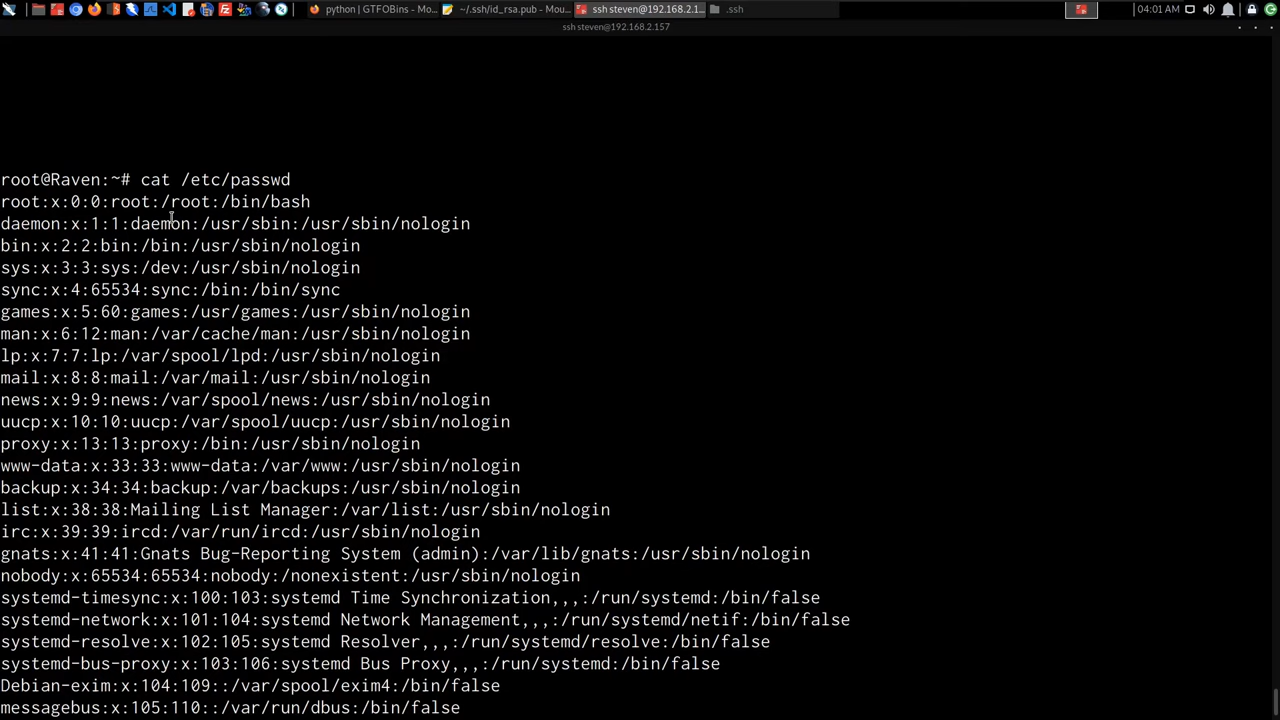 python | GTFOBins - Mo...
~/.ssh/id_rsa.pub - Mou...
ssh steven@192.168.2.1...
.ssh
04:01 AM
ssh steven@192.168.2.157
root@Raven:~# cat /etc/passwd
root:x:0:0:root:/root:/bin/bash
daemon:x:1:1:daemon:/usr/sbin:/usr/sbin/nologin
bin:x:2:2:bin:/bin:/usr/sbin/nologin
sys:x:3:3:sys:/dev:/usr/sbin/nologin
sync:x:4:65534:sync:/bin:/bin/sync
games:x:5:60:games:/usr/games:/usr/sbin/nologin
man:x:6:12:man:/var/cache/man:/usr/sbin/nologin
lp:x:7:7:lp:/var/spool/lpd:/usr/sbin/nologin
mail:x:8:8:mail:/var/mail:/usr/sbin/nologin
news:x:9:9:news:/var/spool/news:/usr/sbin/nologin
uucp:x:10:10:uucp:/var/spool/uucp:/usr/sbin/nologin
proxy:x:13:13:proxy:/bin:/usr/sbin/nologin
www-data:x:33:33:www-data:/var/www:/usr/sbin/nologin
backup:x:34:34:backup:/var/backups:/usr/sbin/nologin
list:x:38:38:Mailing List Manager:/var/list:/usr/sbin/nologin
irc:x:39:39:ircd:/var/run/ircd:/usr/sbin/nologin
gnats:x:41:41:Gnats Bug-Reporting System (admin):/var/lib/gnats:/usr/sbin/nologin
nobody:x:65534:65534:nobody:/nonexistent:/usr/sbin/nologin
systemd-timesync:x:100:103:systemd Time Synchronization,,,:/run/systemd:/bin/false
systemd-network:x:101:104:systemd Network Management,,,:/run/systemd/netif:/bin/false
systemd-resolve:x:102:105:systemd Resolver,,,:/run/systemd/resolve:/bin/false
systemd-bus-proxy:x:103:106:systemd Bus Proxy,,,:/run/systemd:/bin/false
Debian-exim:x:104:109::/var/spool/exim4:/bin/false
messagebus:x:105:110::/var/run/dbus:/bin/false